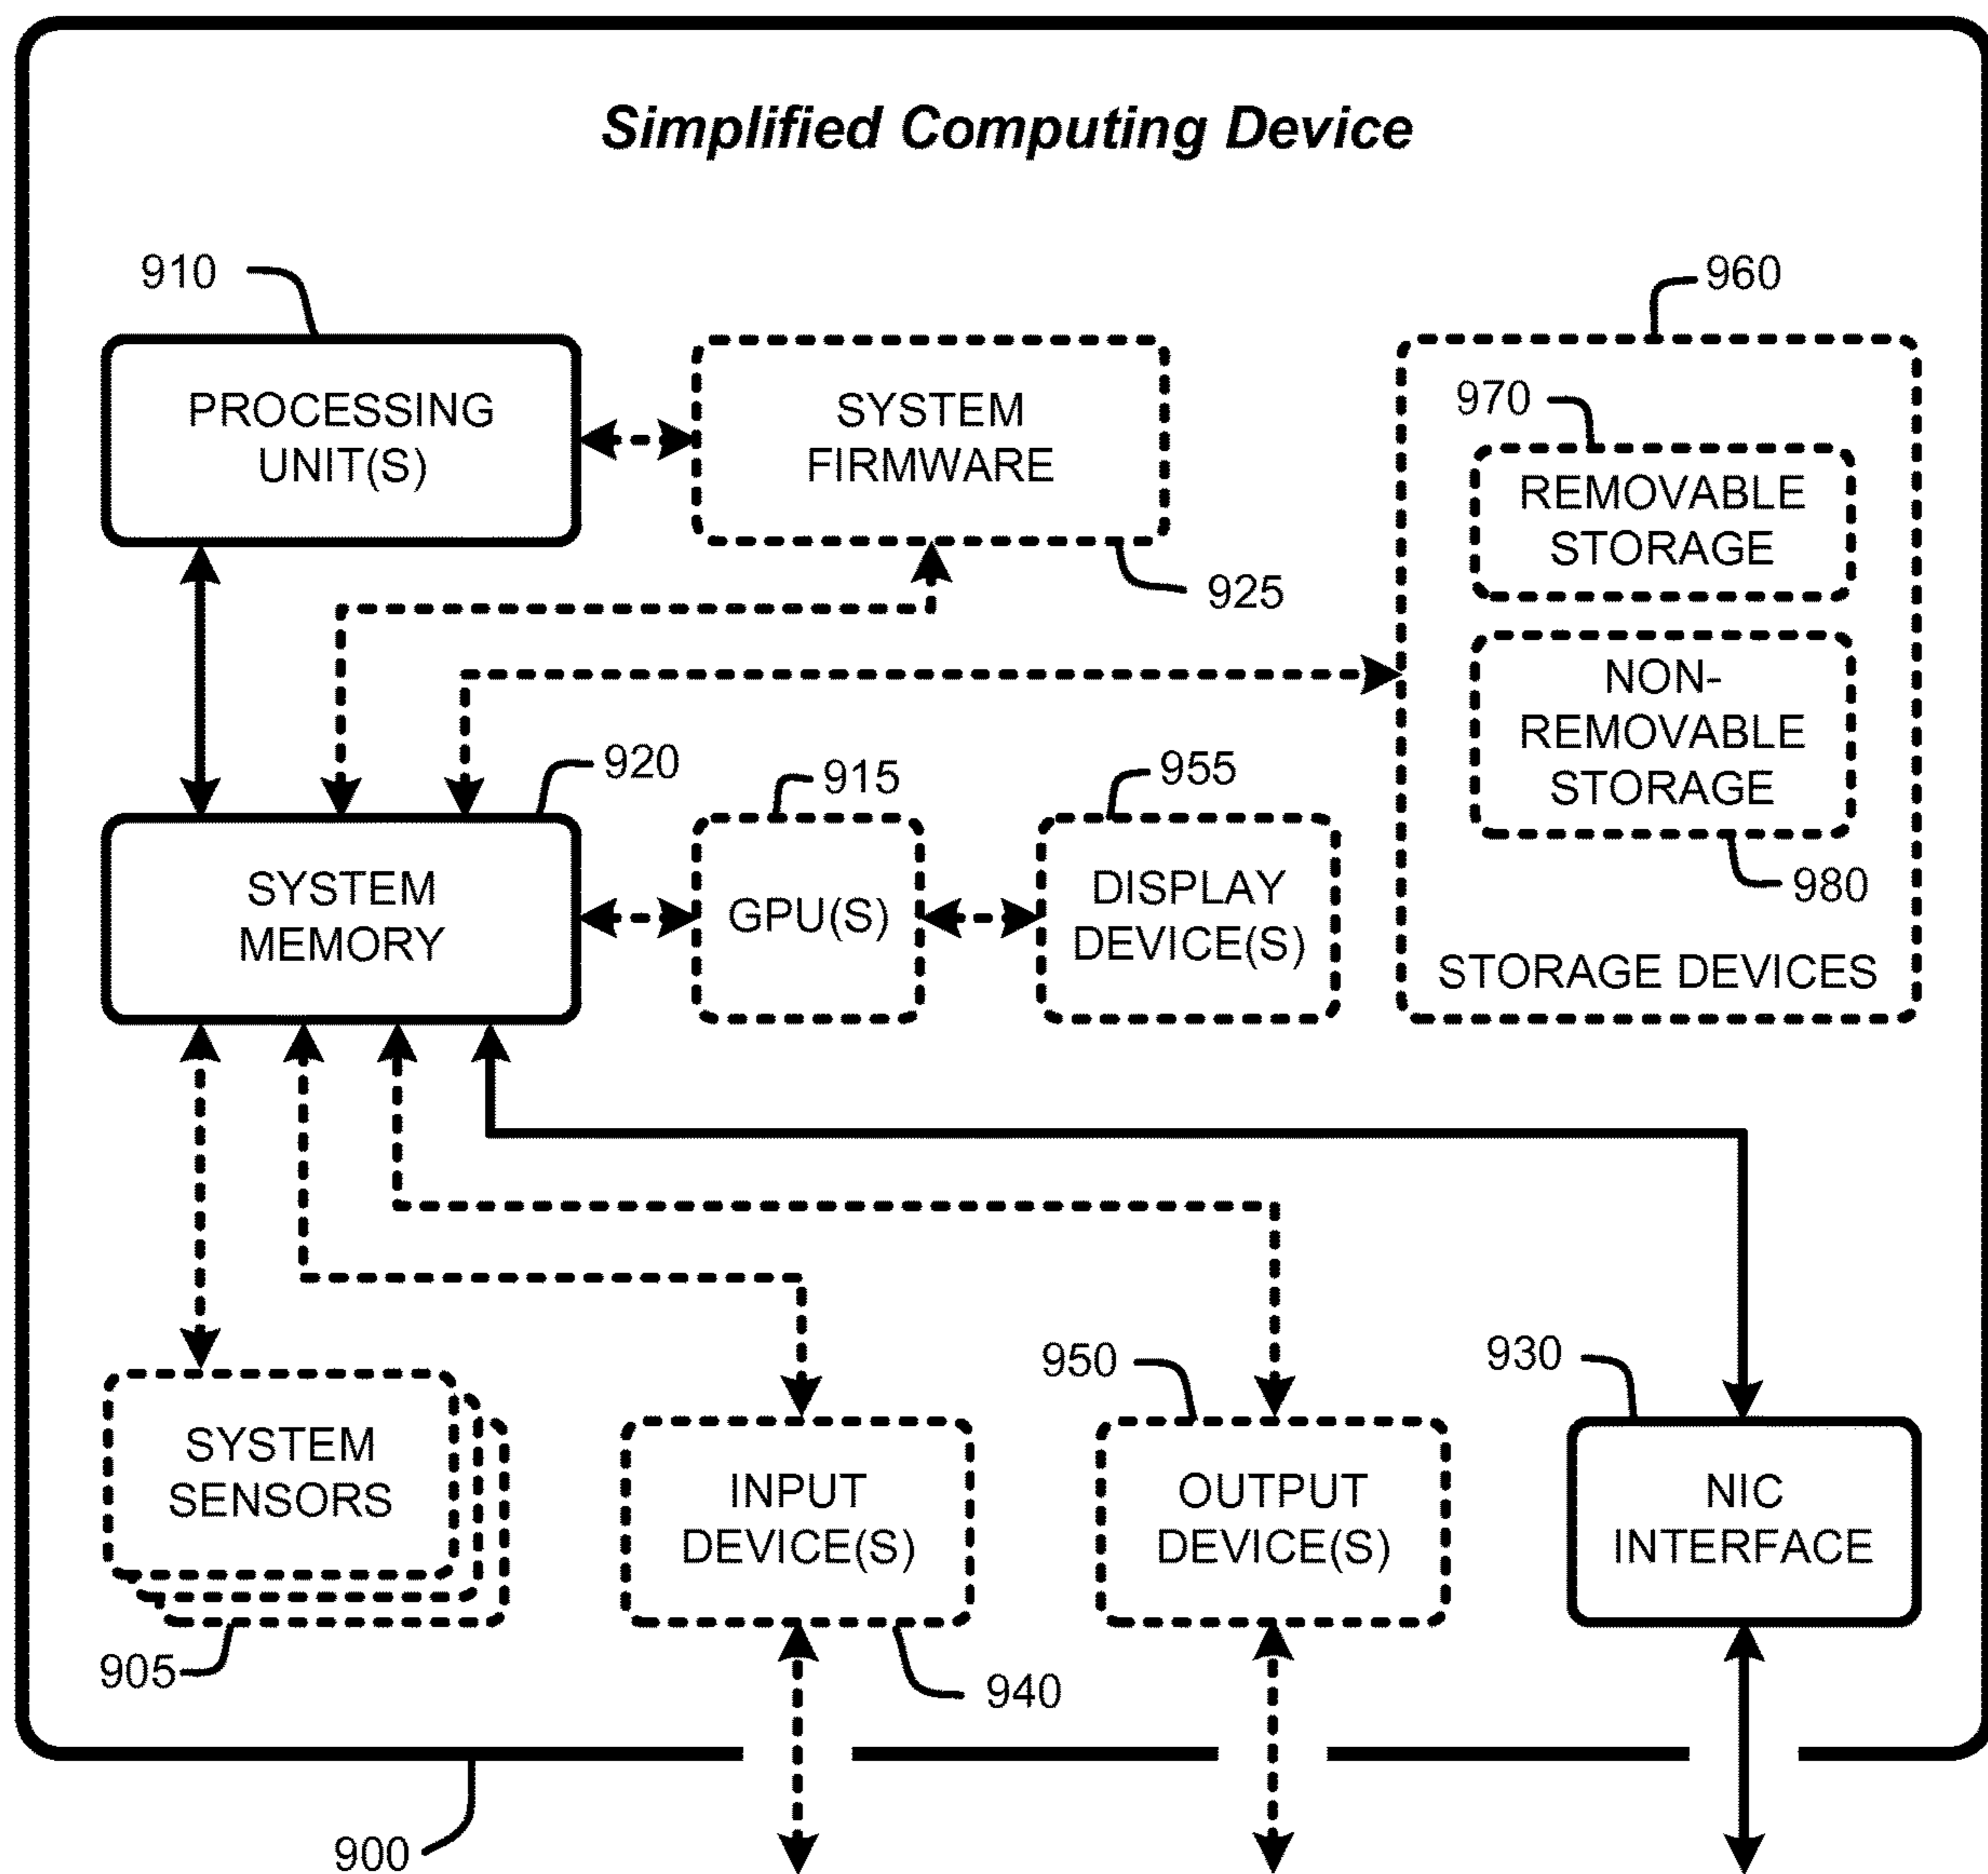 Simplified Computing Device
910
960
PROCESSING
UNIT(S)
SYSTEM
FIRMWARE
970
REMOVABLE
STORAGE
925
NON-
REMOVABLE
STORAGE
920
915
955
980
SYSTEM
MEMORY
GPU(S)
DISPLAY
DEVICE(S)
STORAGE DEVICES
950
930
SYSTEM
SENSORS
INPUT
DEVICE(S)
OUTPUT
DEVICE(S)
NIC
INTERFACE
905
940
900